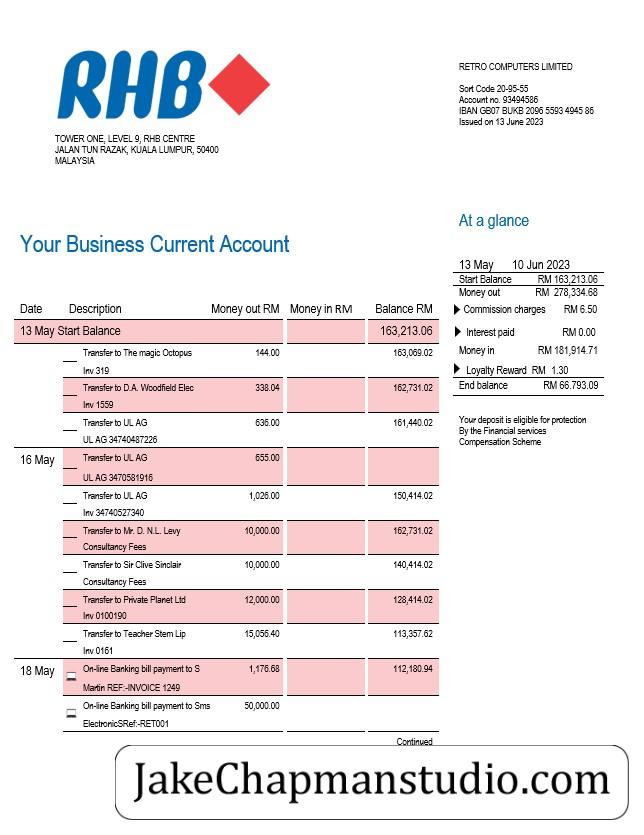 RHB
RETRO COMPUTERS LIMITED
Sort Code 20-95-55
Account no. 93494586
IBAN GB07 BUKB 2096 5593 4945 86
Issued on 13 June 2023
TOWER ONE, LEVEL 9, RHB CENTRE
JALAN TUN RAZAK, KUALA LUMPUR, 50400
MALAYSIA
At a glance
Your Business Current Account
13 May 10 Jun 2023
Start Balance RM 163,213.06
Money out RM 278,334.68
Commission charges RM 6.50
Interest paid RM 0.00
Money in RM 181,914.71
Loyalty Reward RM 1.30
End balance RM 66.793.09
Your deposit is eligible for protection
By the Financial services
Compensation Scheme
Date Description Money out RM Money in RM Balance RM
13 May Start Balance 163,213.06
Transfer to The magic Octopus 144.00 163,069.02
Inv 319
Transfer to D.A. Woodfield Elec 338.04 162,731.02
Inv 1559
Transfer to UL AG 636.00 161,440.02
UL AG 34740487226
16 May Transfer to UL AG 655.00
UL AG 3470581916
Transfer to UL AG 1,026.00 150,414.02
Inv 34740527340
Transfer to Mr. D. N.L. Levy 10,000.00 162,731.02
Consultancy Fees
Transfer to Sir Clive Sinclair 10,000.00 140,414.02
Consultancy Fees
Transfer to Private Planet Ltd 12,000.00 128,414.02
Inv 0100190
Transfer to Teacher Stem Lip 15,056.40 113,357.62
Inv 0161
18 May On-line Banking bill payment to S 1,176.68 112,180.94
Martin REF:-INVOICE 1249
On-line Banking bill payment to Sms 50,000.00
ElectronicSRef:-RET001
Continued
JakeChapmanstudio.com